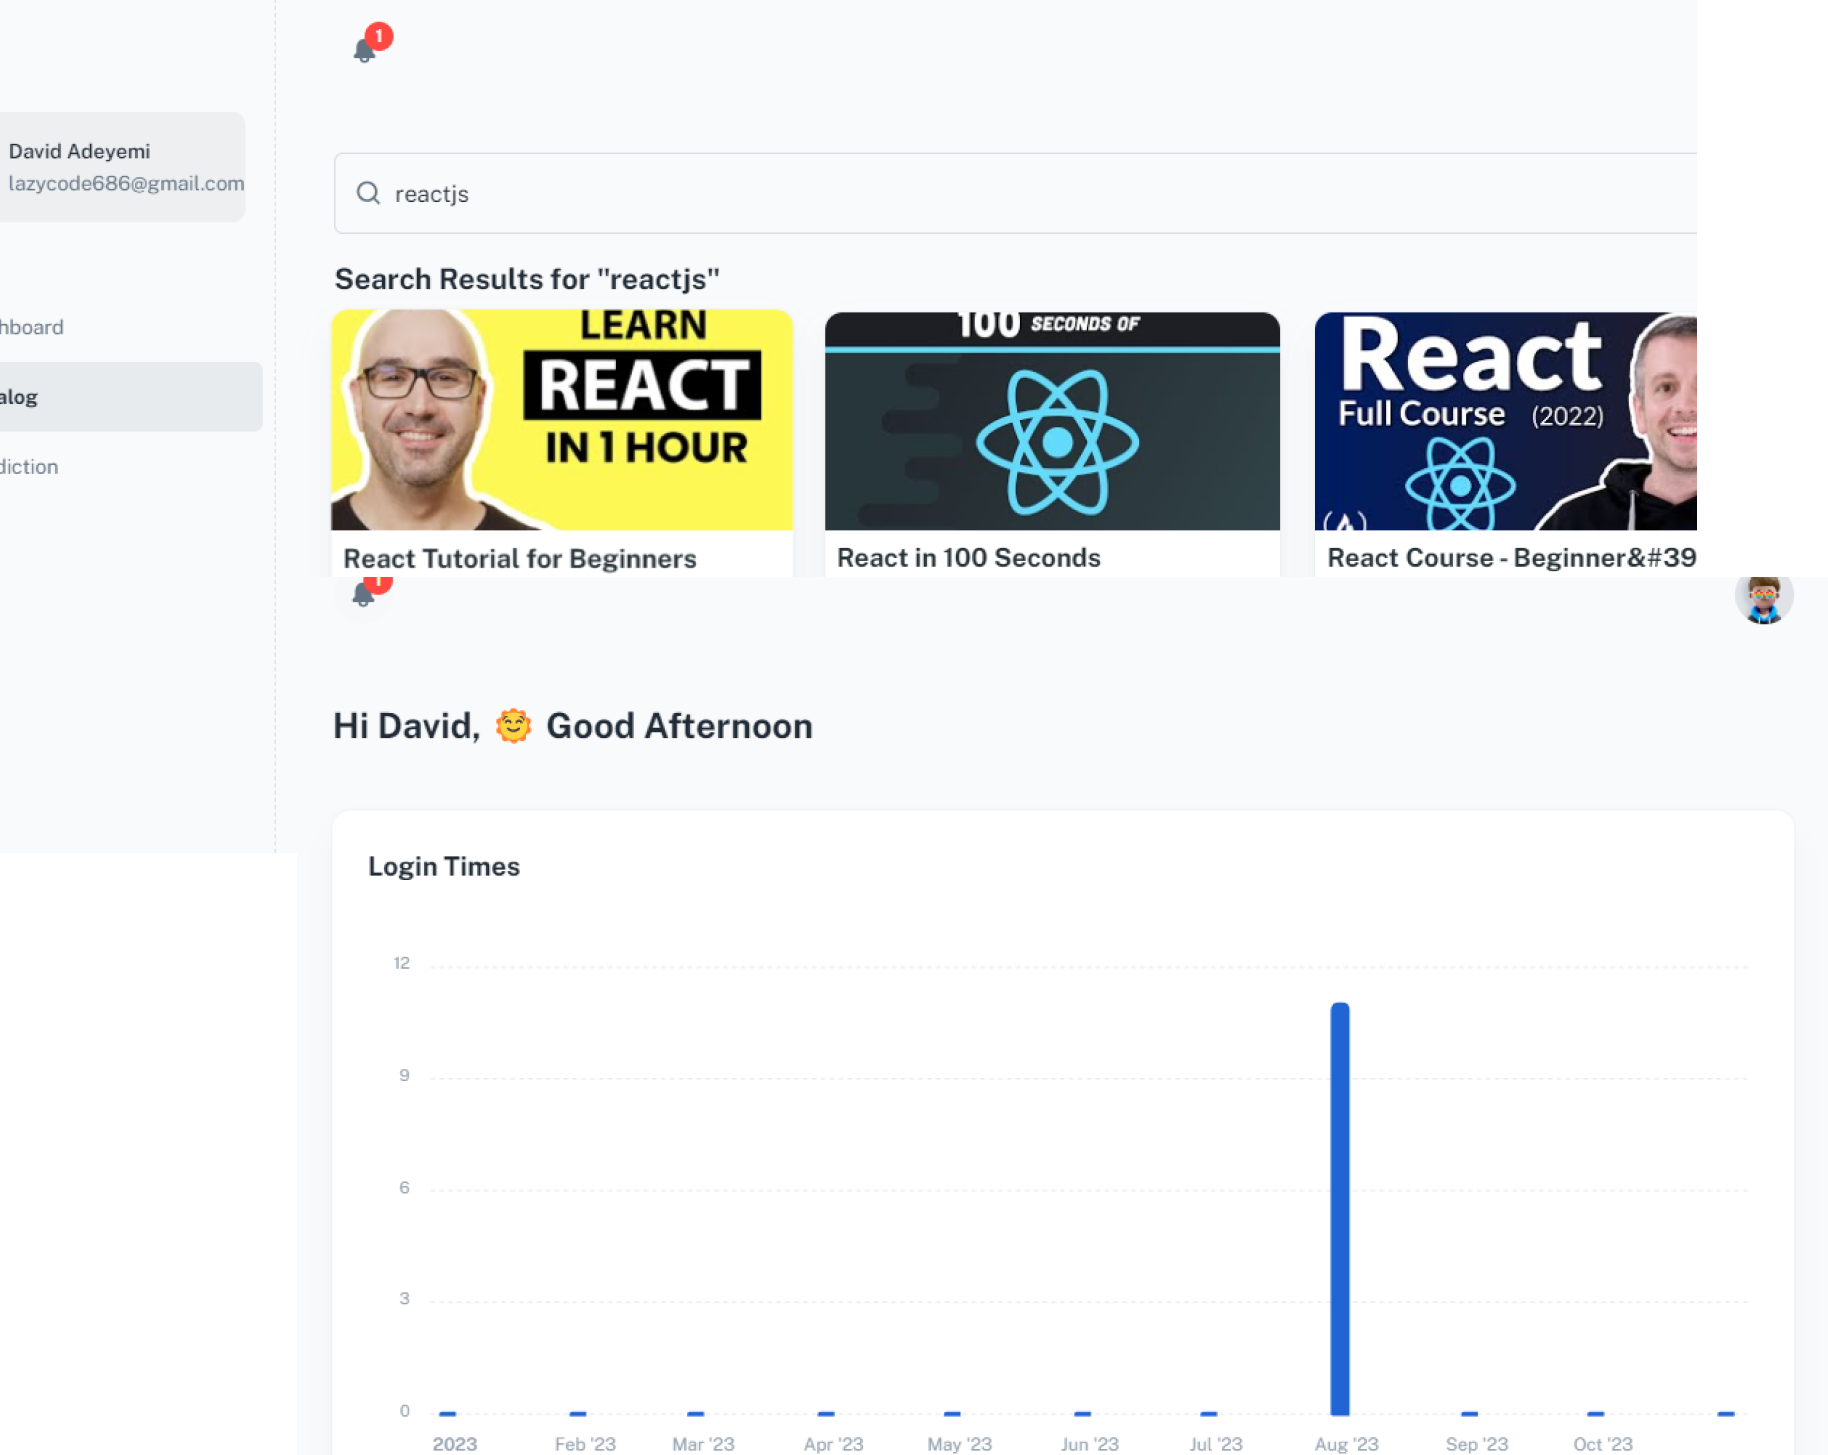 1
David Adeyemi
lazycode686@gmail.com
reactjs
Search Results for "reactjs"
hboard
alog
diction
LEARN
REACT
IN 1 HOUR
100 SECONDS OF
React
Full Course (2022)
React Tutorial for Beginners
React in 100 Seconds
React Course - Beginner&#39
1
Hi David, 🌞 Good Afternoon
Login Times
12
9
6
3
0
2023 Feb '23 Mar '23 Apr '23 May '23 Jun '23 Jul '23 Aug '23 Sep '23 Oct '23